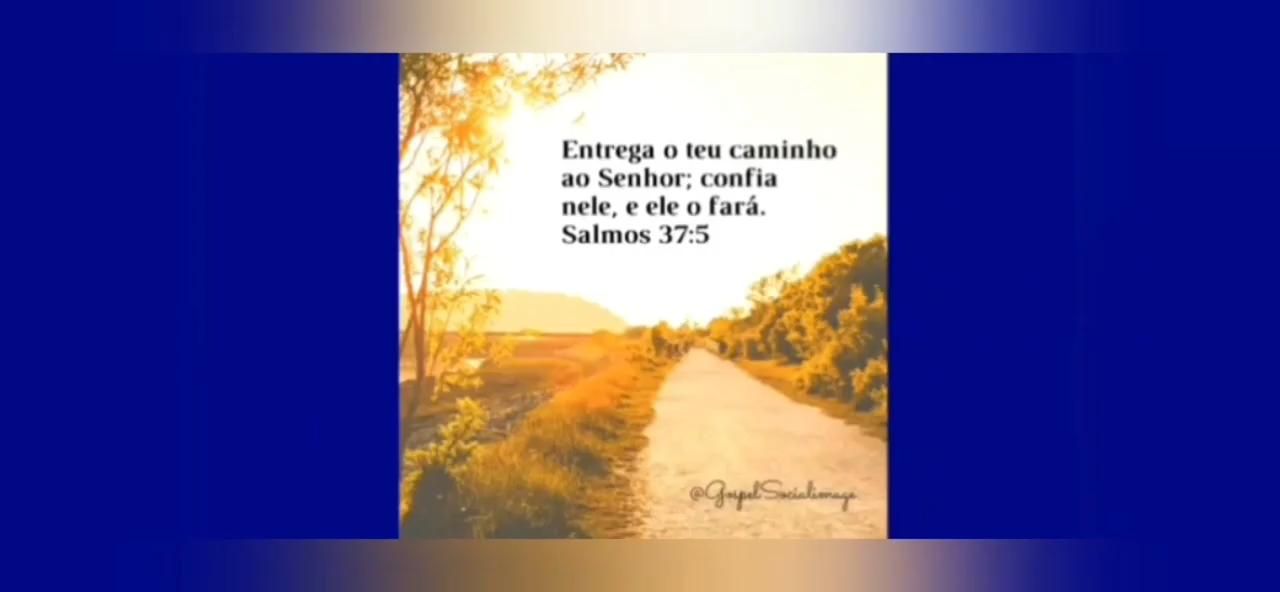 Entrega o teu caminho
ao Senhor; confia
nele, e ele o fará.
Salmos 37:5
@GospelSocialimage